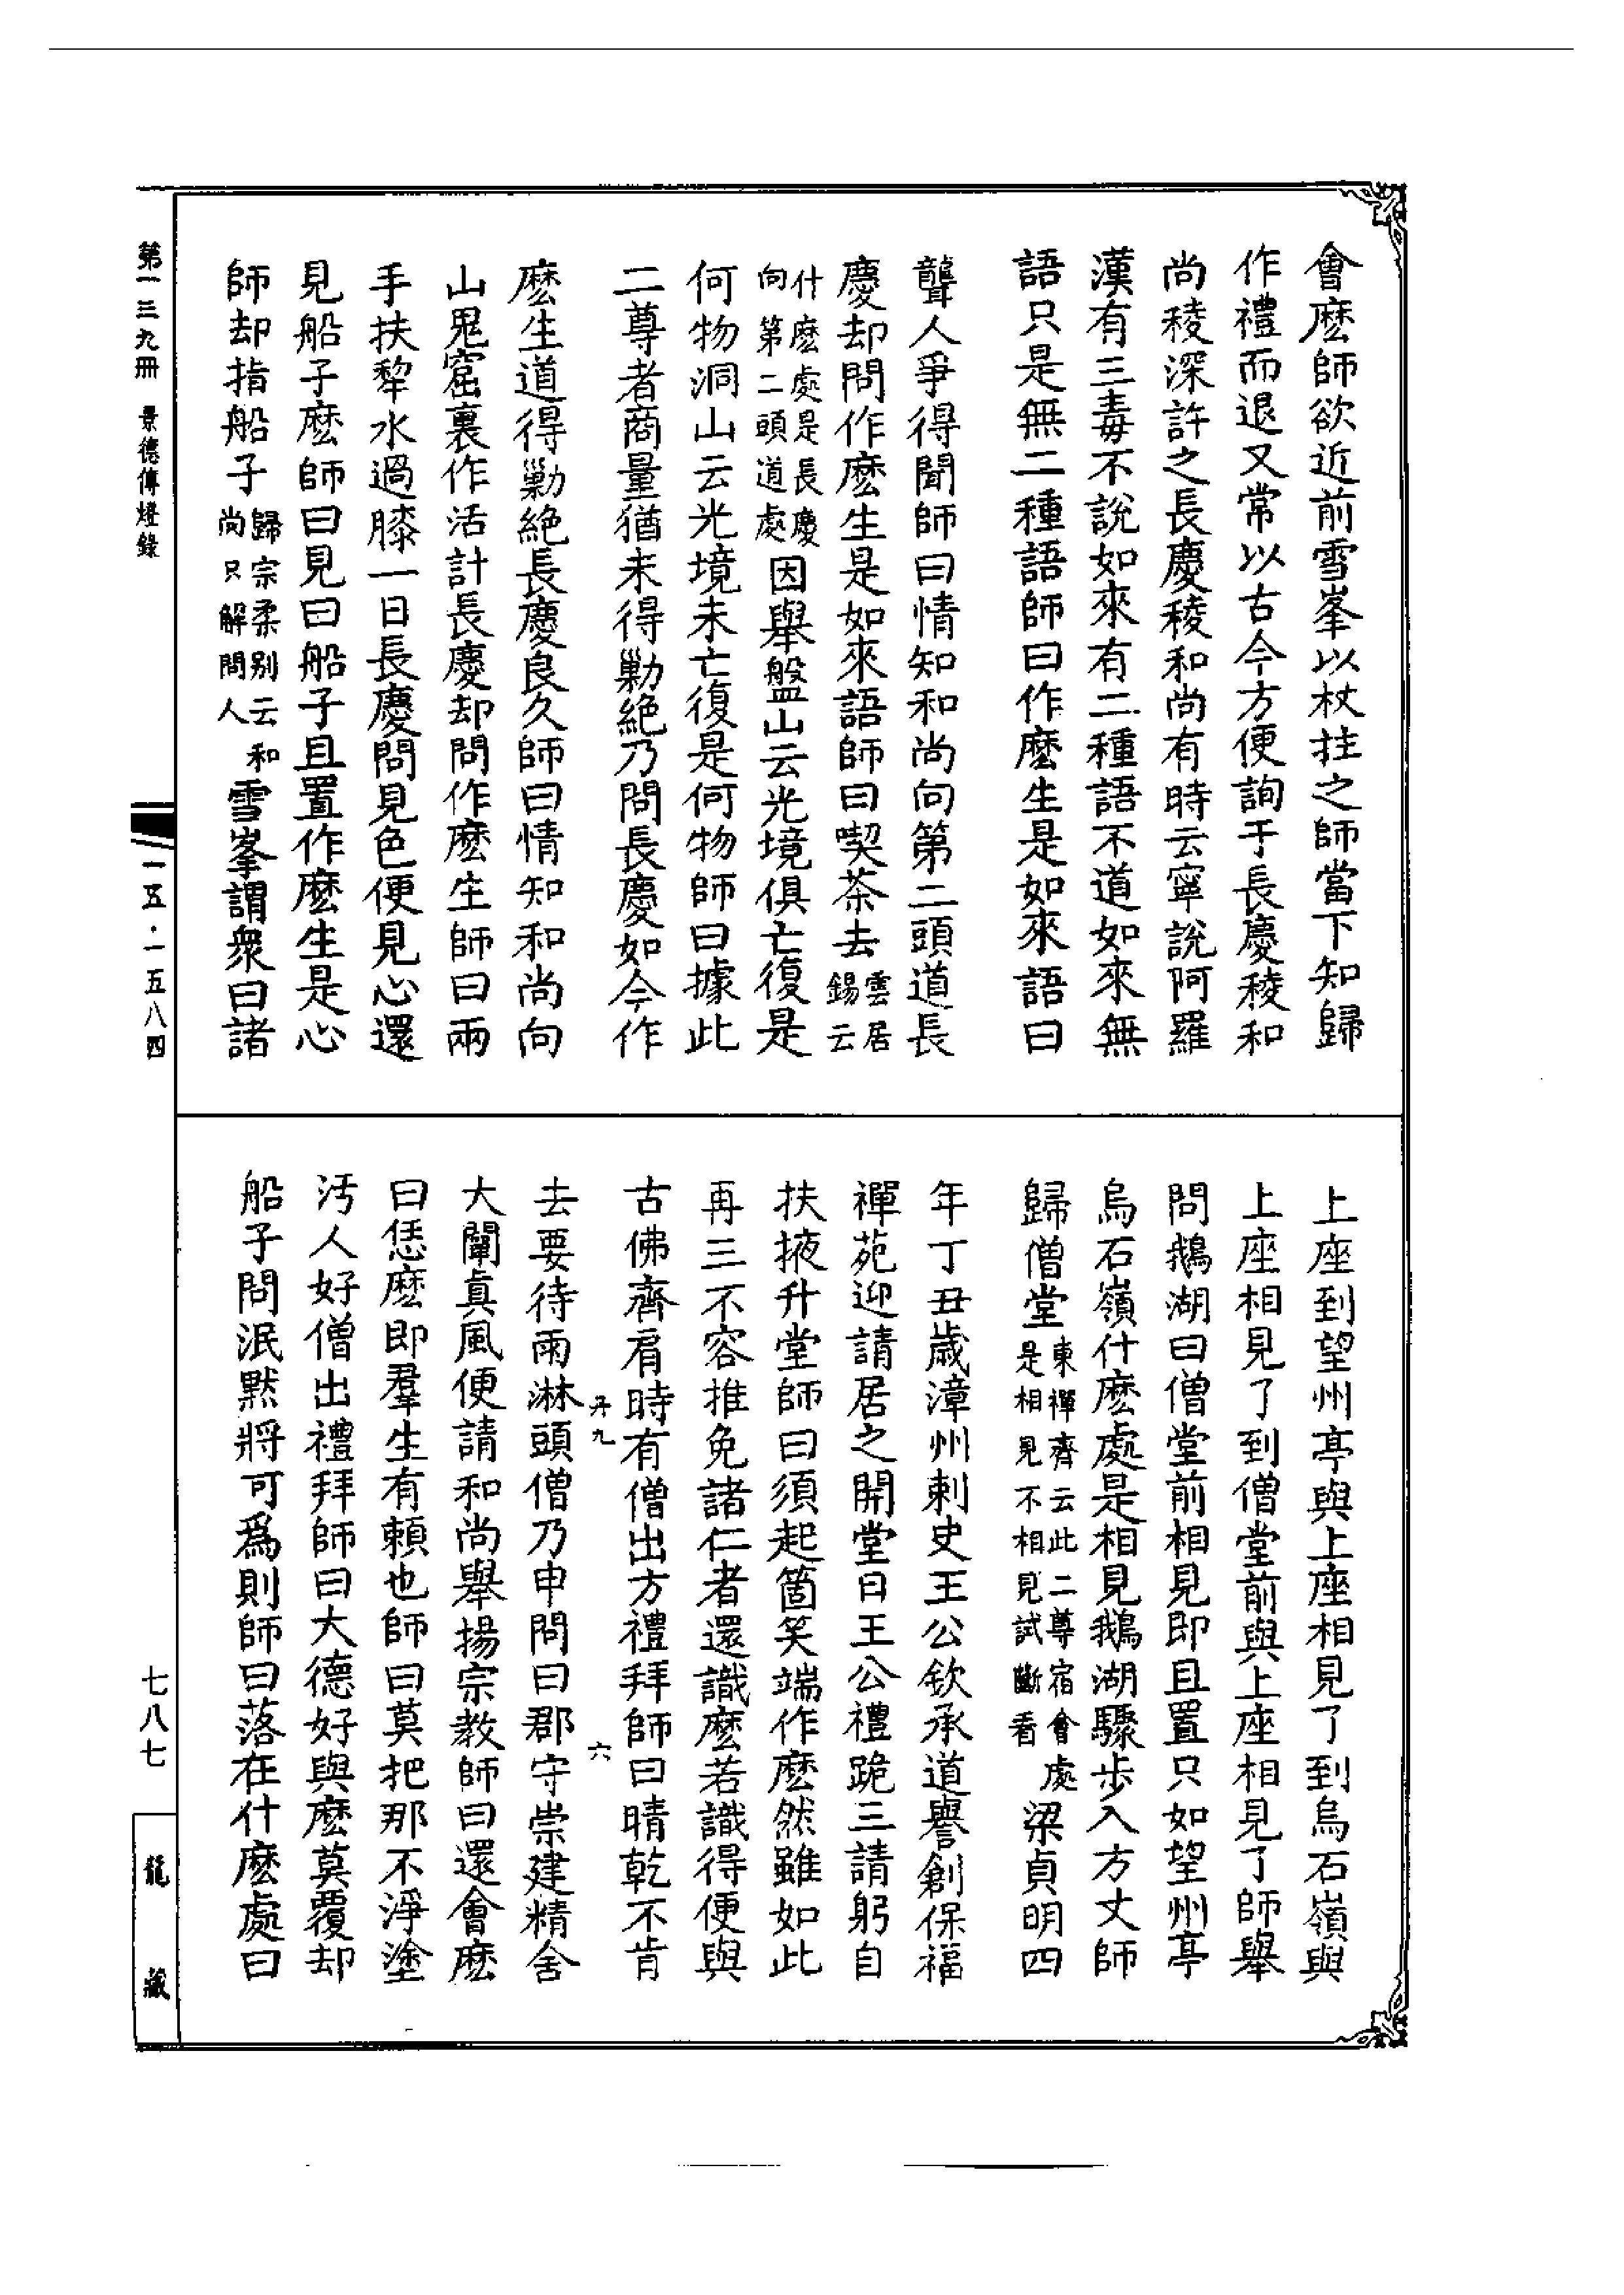 會麽師欲近前雪峯以杖拄之師當下知歸
作禮而退又常以古今方便詢于長慶稜和
尚稜深許之長慶稜和尚有時云寧說阿羅
漢有三毒不說如來有二種語不道如來無
語只是無二種語師曰作麽生是如來語曰
聾人爭得聞師曰情知和尚向第二頭道長
慶却問作麽生是如來語師曰喫茶去雲居錫云
什麽處是長慶向第二頭道處因舉盤山云光境俱亡復是
何物洞山云光境未亡復是何物師曰據此
二尊者商量猶未得勦絶乃問長慶如今作
麽生道得勦絶長慶良久師曰情知和尚向
山鬼窟裏作活計長慶却問作麽生師曰兩
手扶犂水過膝一日長慶問見色便見心還
見船子麽師曰見曰船子且置作麽生是心
師却指船子歸宗柔别云和尚只解問人雪峯謂衆曰諸
上座到望州亭與上座相見了到烏石嶺與
上座相見了到僧堂前與上座相見了師舉
問鵝湖曰僧堂前相見即且置只如望州亭
烏石嶺什麽處是相見鵝湖驟步入方丈師
歸僧堂東禪齊云此二尊宿會處是相見不相見試斷看梁貞明四
年丁丑歲漳州刺史王公欽承道譽創保福
禪苑迎請居之開堂日王公禮跪三請躬自
扶掖升堂師曰須起箇笑端作麽然雖如此
再三不容推免諸仁者還識麽若識得便與
古佛齊肩時有僧出方禮拜師曰晴乾不肯
九
六
去要待雨淋頭僧乃申問曰郡守崇建精舍
大闡真風便請和尚舉揚宗教師曰還會麽
曰恁麽即羣生有賴也師曰莫把那不淨塗
汚人好僧出禮拜師曰大德好與麽莫覆却
船子問泯默將可爲則師曰落在什麽處曰
第一三九冊
景德傳燈錄
一五·一五八四
七八七
龍藏